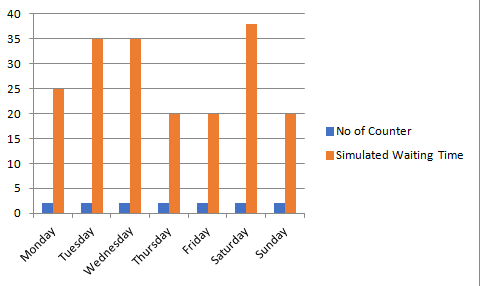 40
35
30
25
20
15
10
5
0
Monday
Tuesday
Wednesday
Thursday
Friday
Saturday
Sunday
No of Counter
Simulated Waiting Time